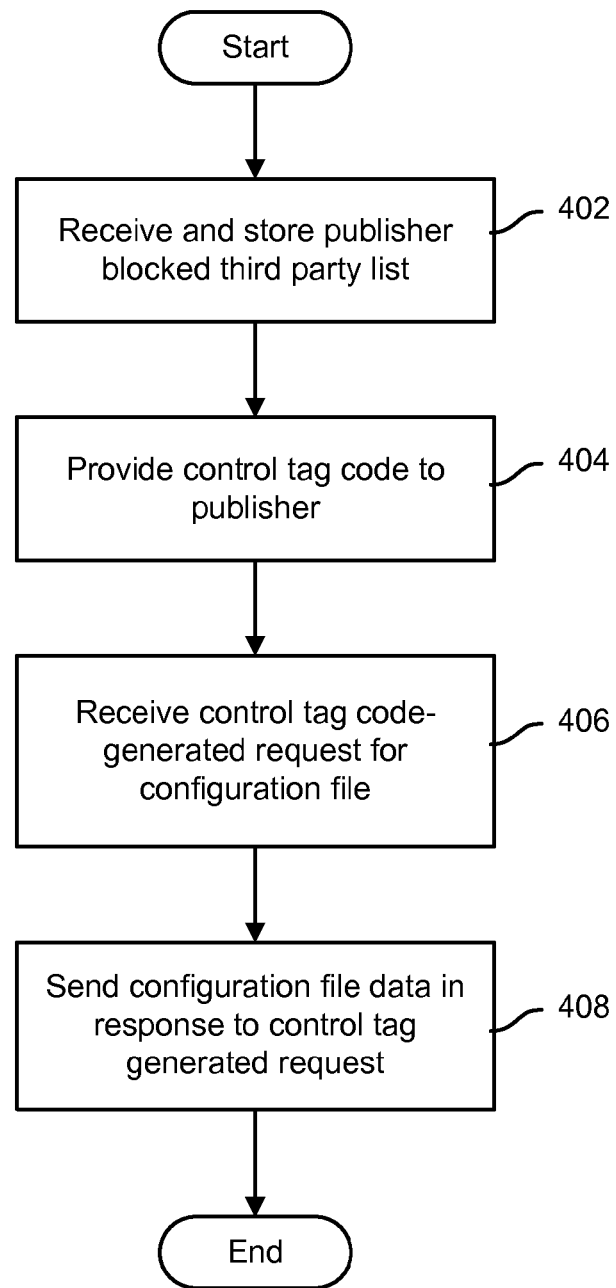 Start
Receive and store publisher
blocked third party list
402
Provide control tag code to
publisher
404
Receive control tag code-
generated request for
configuration file
406
Send configuration file data in
response to control tag
generated request
408
End